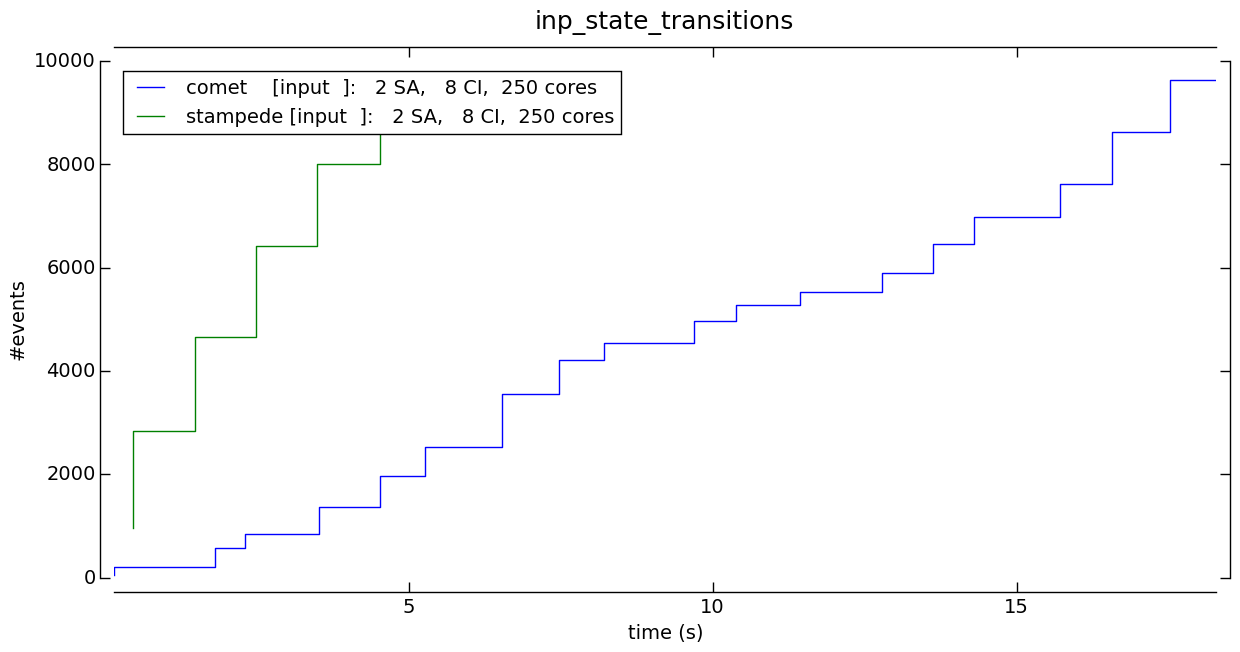 inp_state_transitions
10000
8000
6000
4000
2000
0
#events
comet    [input  ]:   2 SA,   8 CI,  250 cores
stampede [input  ]:   2 SA,   8 CI,  250 cores
5 10 15
time (s)